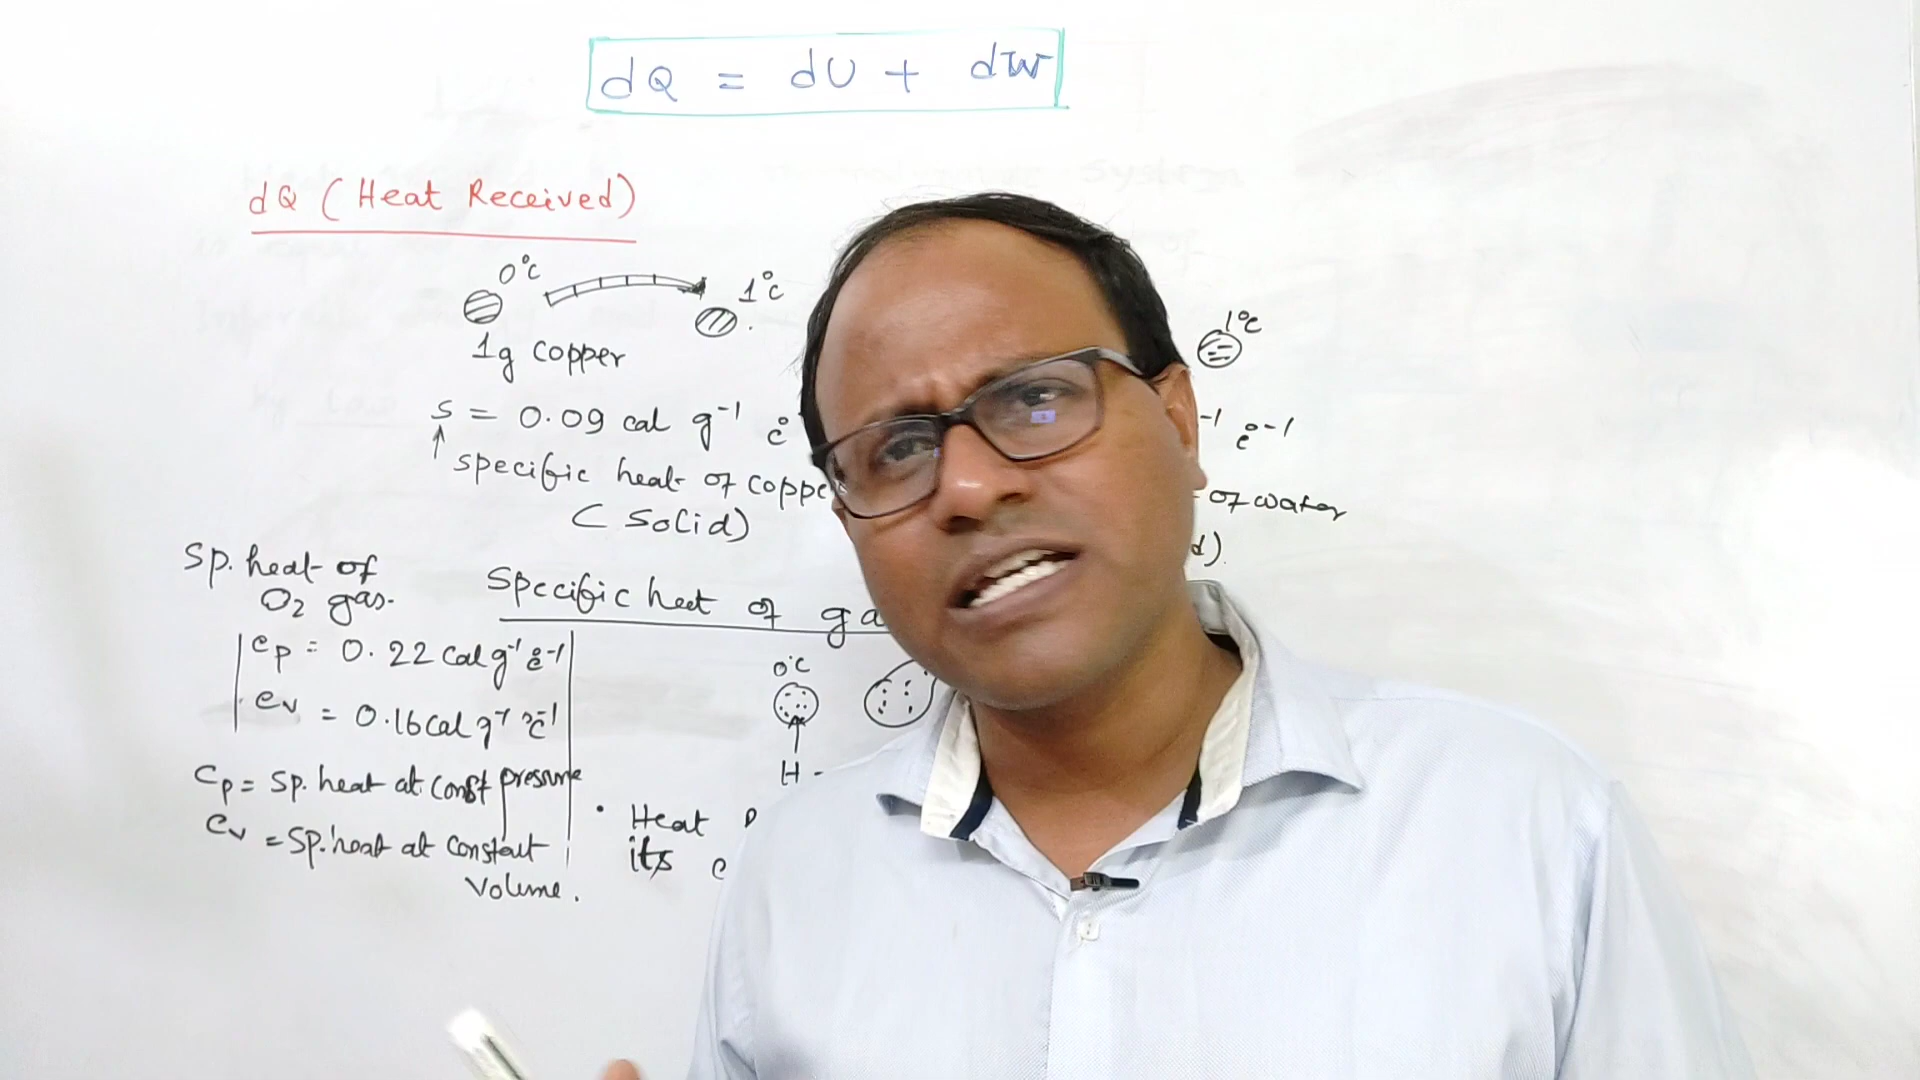 dQ = dU + dW
dQ (Heat Received)
0°C
1°C
1°C
1g copper
s = 0.09 cal g⁻¹ °C
⁻¹ °C⁻¹
specific heat of coppe
of water
(Solid)
d).
Sp. heat of
O₂ gas.
Specific heat of ga
Cp = 0.22 Cal g⁻¹ °C⁻¹
0°C
Cv = 0.16 Cal g⁻¹ °C⁻¹
H -
Cp = Sp. heat at const pressure
Cv = Sp. heat at constant
volume.
• Heat
its